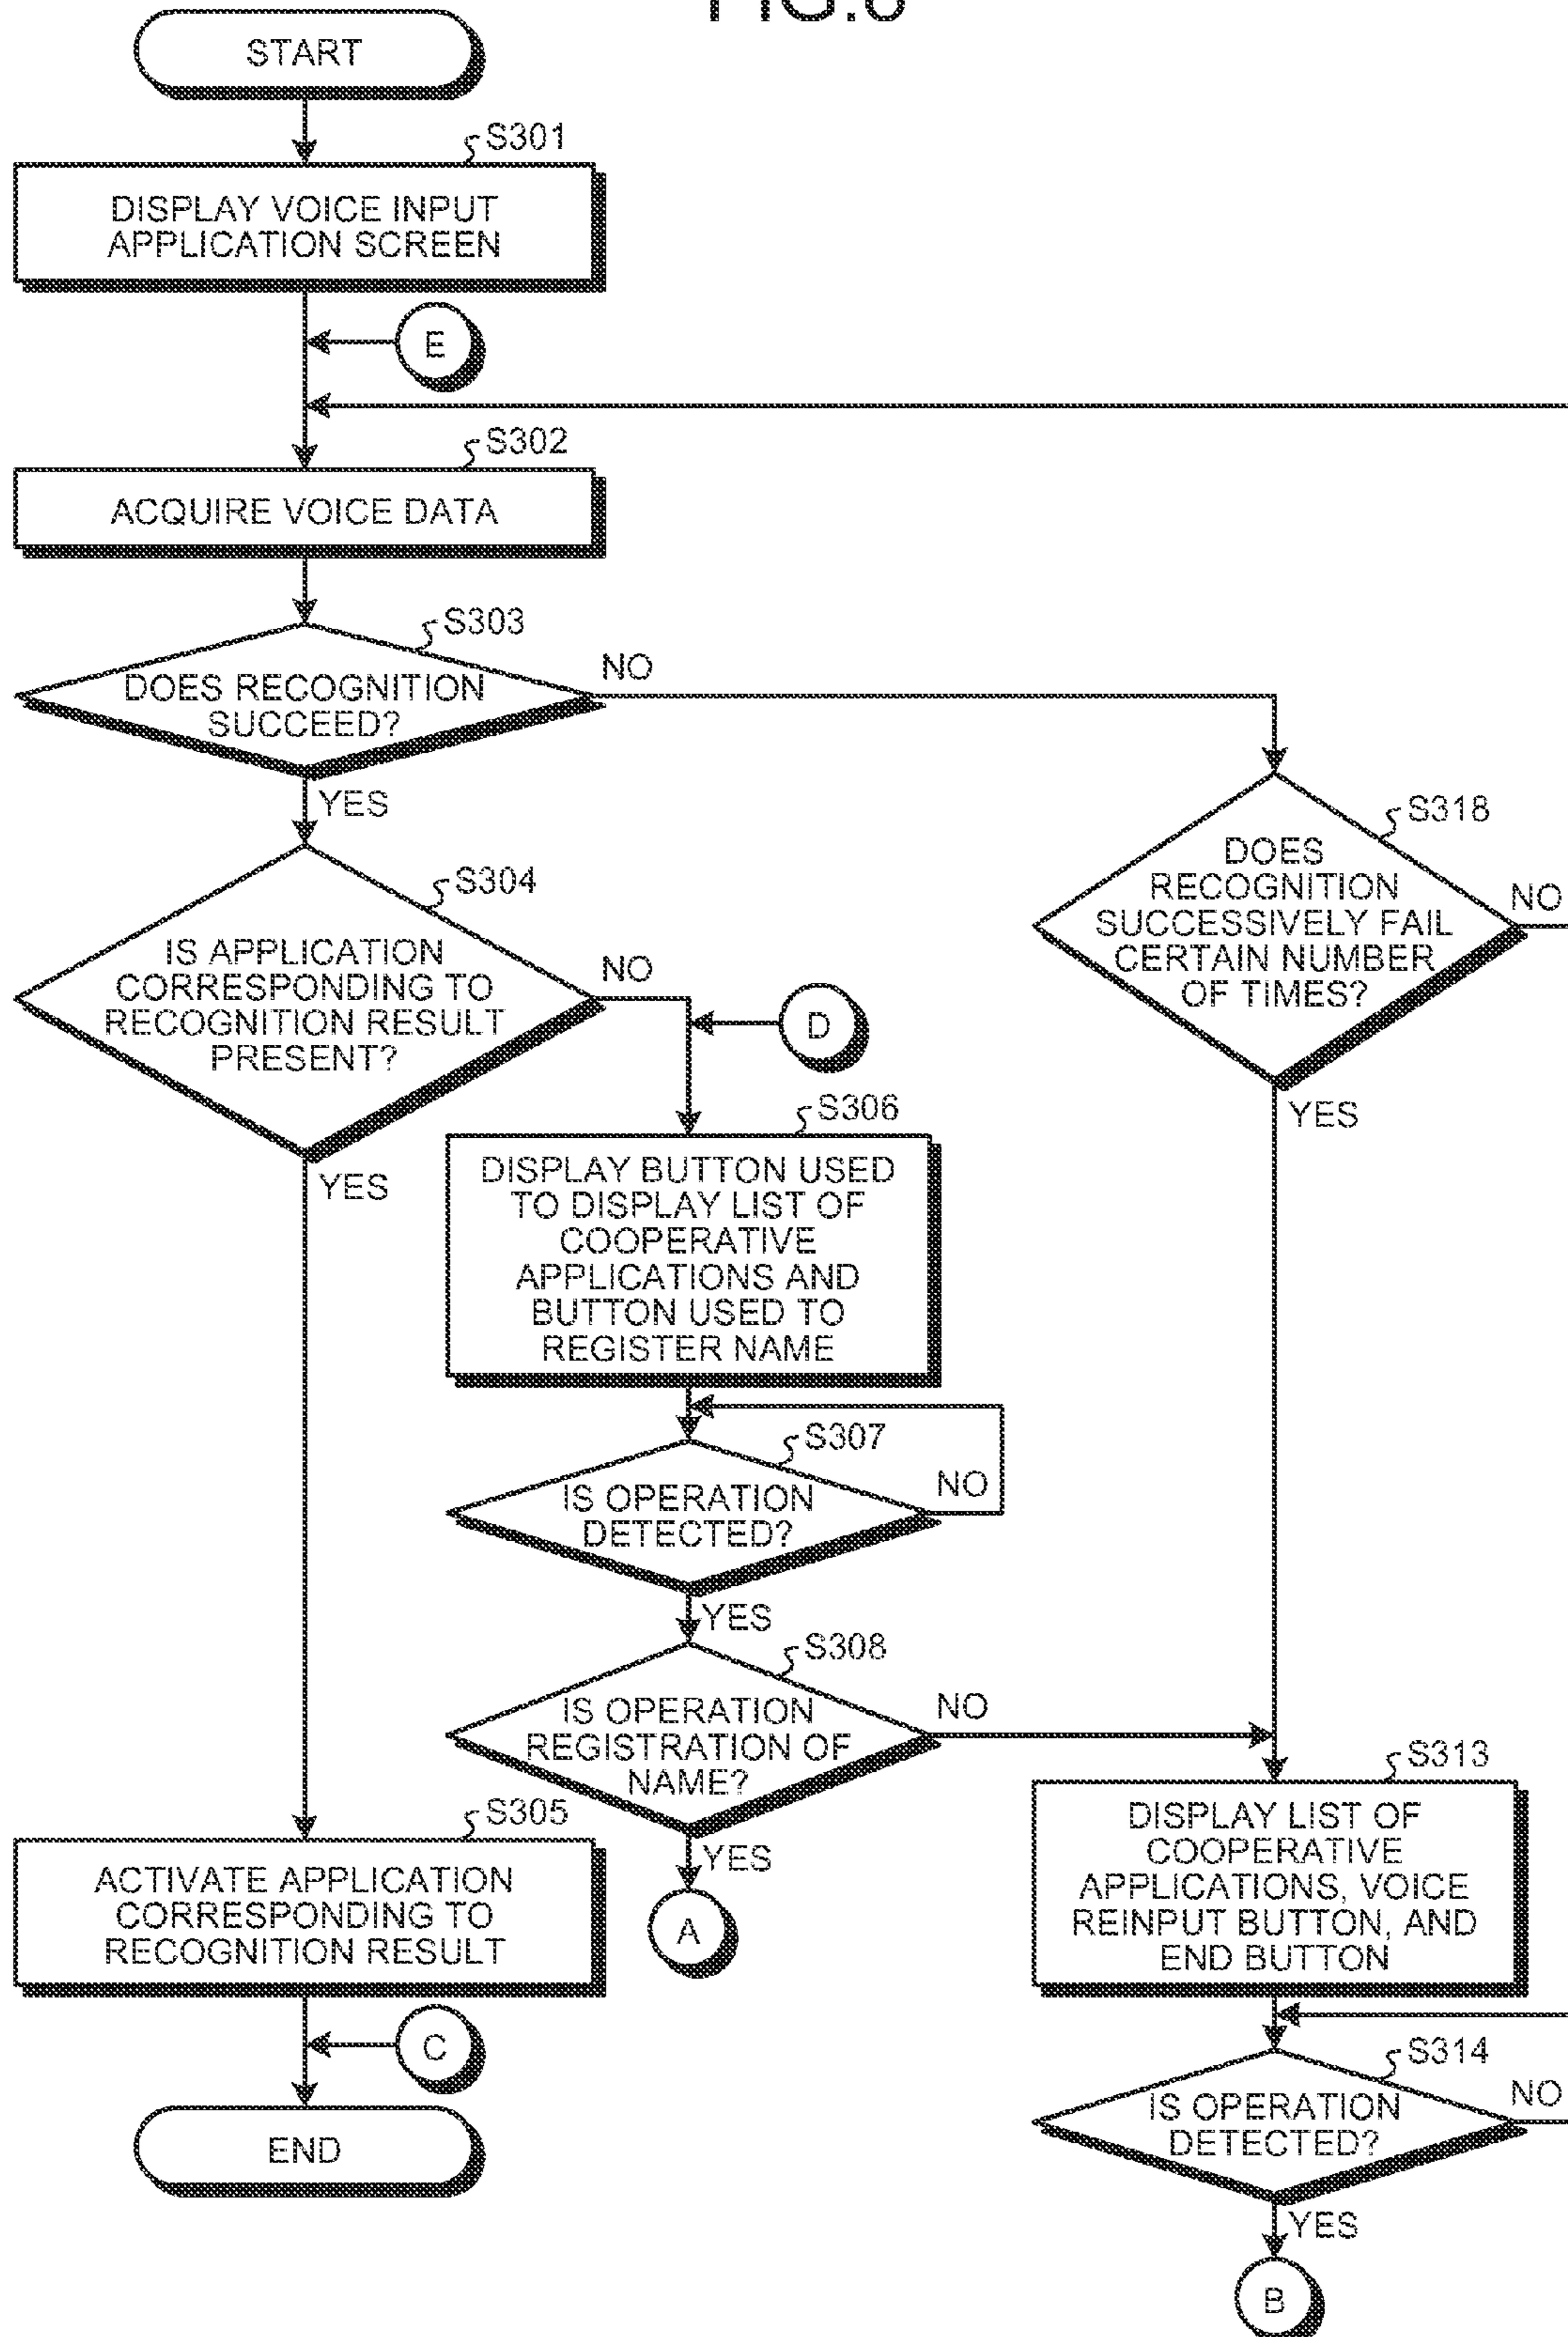 START
S301
DISPLAY VOICE INPUT
APPLICATION SCREEN
E
S302
ACQUIRE VOICE DATA
S303
DOES RECOGNITION
SUCCEED?
NO
YES
S318
DOES
RECOGNITION
SUCCESSIVELY FAIL
CERTAIN NUMBER
OF TIMES?
NO
YES
S304
IS APPLICATION
CORRESPONDING TO
RECOGNITION RESULT
PRESENT?
NO
YES
D
S306
DISPLAY BUTTON USED
TO DISPLAY LIST OF
COOPERATIVE
APPLICATIONS AND
BUTTON USED TO
REGISTER NAME
S307
IS OPERATION
DETECTED?
NO
YES
S308
IS OPERATION
REGISTRATION OF
NAME?
NO
YES
A
S305
ACTIVATE APPLICATION
CORRESPONDING TO
RECOGNITION RESULT
C
END
S313
DISPLAY LIST OF
COOPERATIVE
APPLICATIONS, VOICE
REINPUT BUTTON, AND
END BUTTON
S314
IS OPERATION
DETECTED?
NO
YES
B